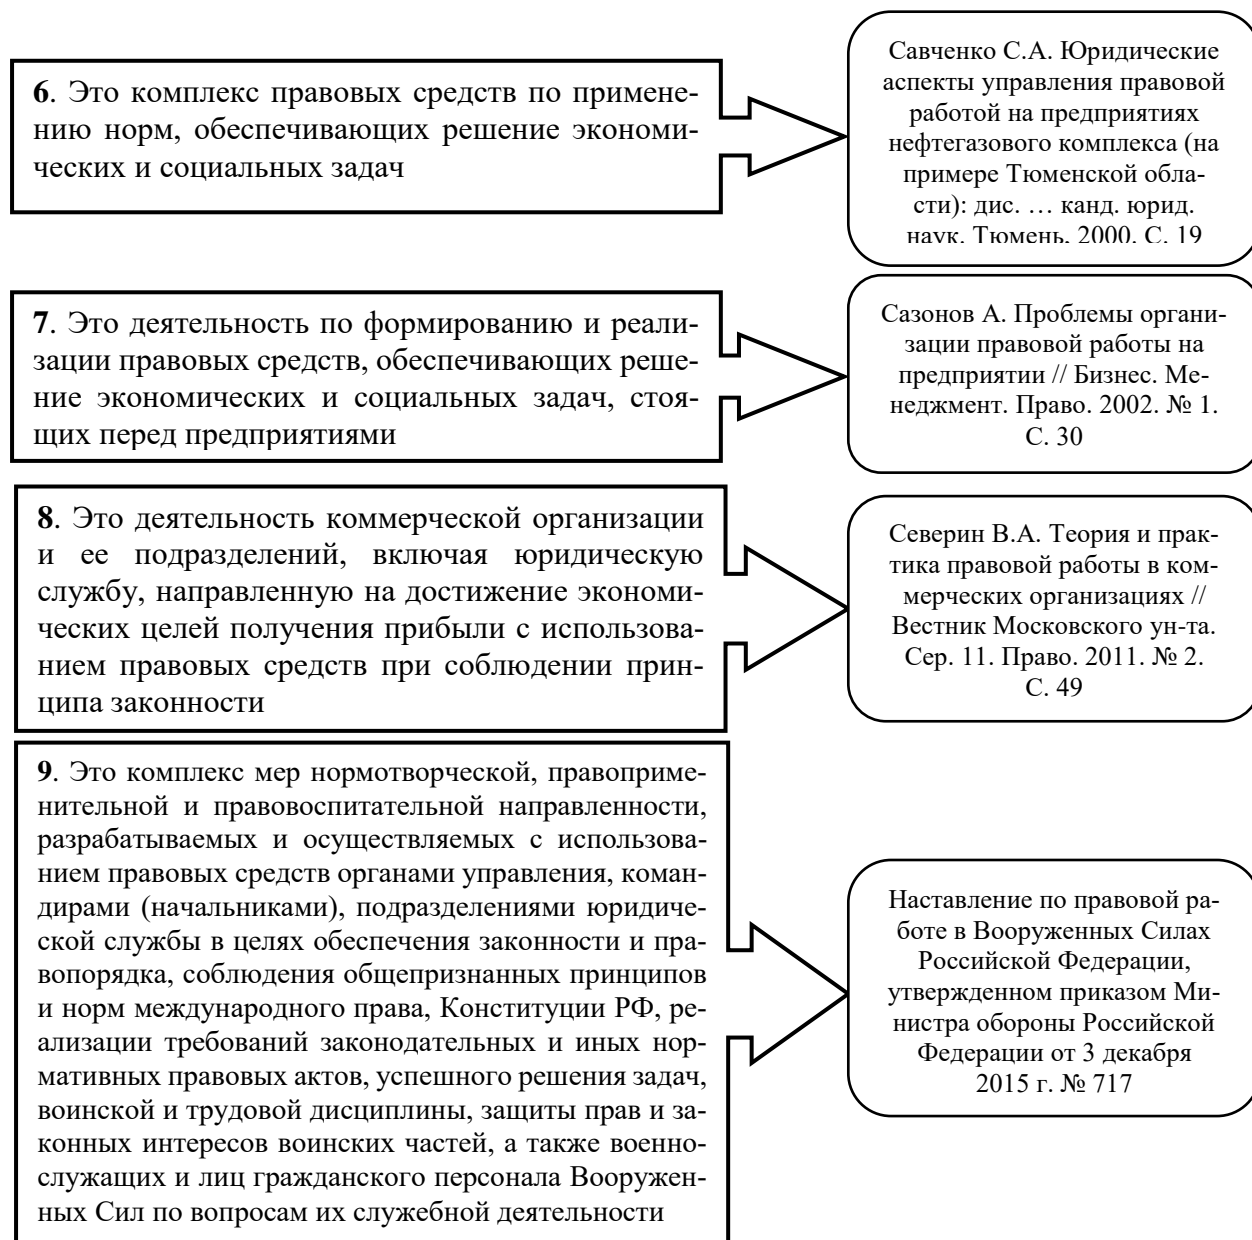 6. Это комплекс правовых средств по примене-
нию норм, обеспечивающих решение экономи-
ческих и социальных задач
Савченко С.А. Юридические
аспекты управления правовой
работой на предприятиях
нефтегазового комплекса (на
примере Тюменской обла-
сти): дис. … канд. юрид.
наук. Тюмень, 2000. С. 19
7. Это деятельность по формированию и реали-
зации правовых средств, обеспечивающих реше-
ние экономических и социальных задач, стоя-
щих перед предприятиями
Сазонов А. Проблемы органи-
зации правовой работы на
предприятии // Бизнес. Ме-
неджмент. Право. 2002. № 1.
С. 30
8. Это деятельность коммерческой организации
и ее подразделений, включая юридическую
службу, направленную на достижение экономи-
ческих целей получения прибыли с использова-
нием правовых средств при соблюдении прин-
ципа законности
Северин В.А. Теория и прак-
тика правовой работы в ком-
мерческих организациях //
Вестник Московского ун-та.
Сер. 11. Право. 2011. № 2.
С. 49
9. Это комплекс мер нормотворческой, правоприме-
нительной и правовоспитательной направленности,
разрабатываемых и осуществляемых с использова-
нием правовых средств органами управления, коман-
дирами (начальниками), подразделениями юридиче-
ской службы в целях обеспечения законности и пра-
вопорядка, соблюдения общепризнанных принципов
и норм международного права, Конституции РФ, ре-
ализации требований законодательных и иных нор-
мативных правовых актов, успешного решения задач,
воинской и трудовой дисциплины, защиты прав и за-
конных интересов воинских частей, а также военно-
служащих и лиц гражданского персонала Вооружен-
ных Сил по вопросам их служебной деятельности
Наставление по правовой ра-
боте в Вооруженных Силах
Российской Федерации,
утвержденном приказом Ми-
нистра обороны Российской
Федерации от 3 декабря
2015 г. № 717